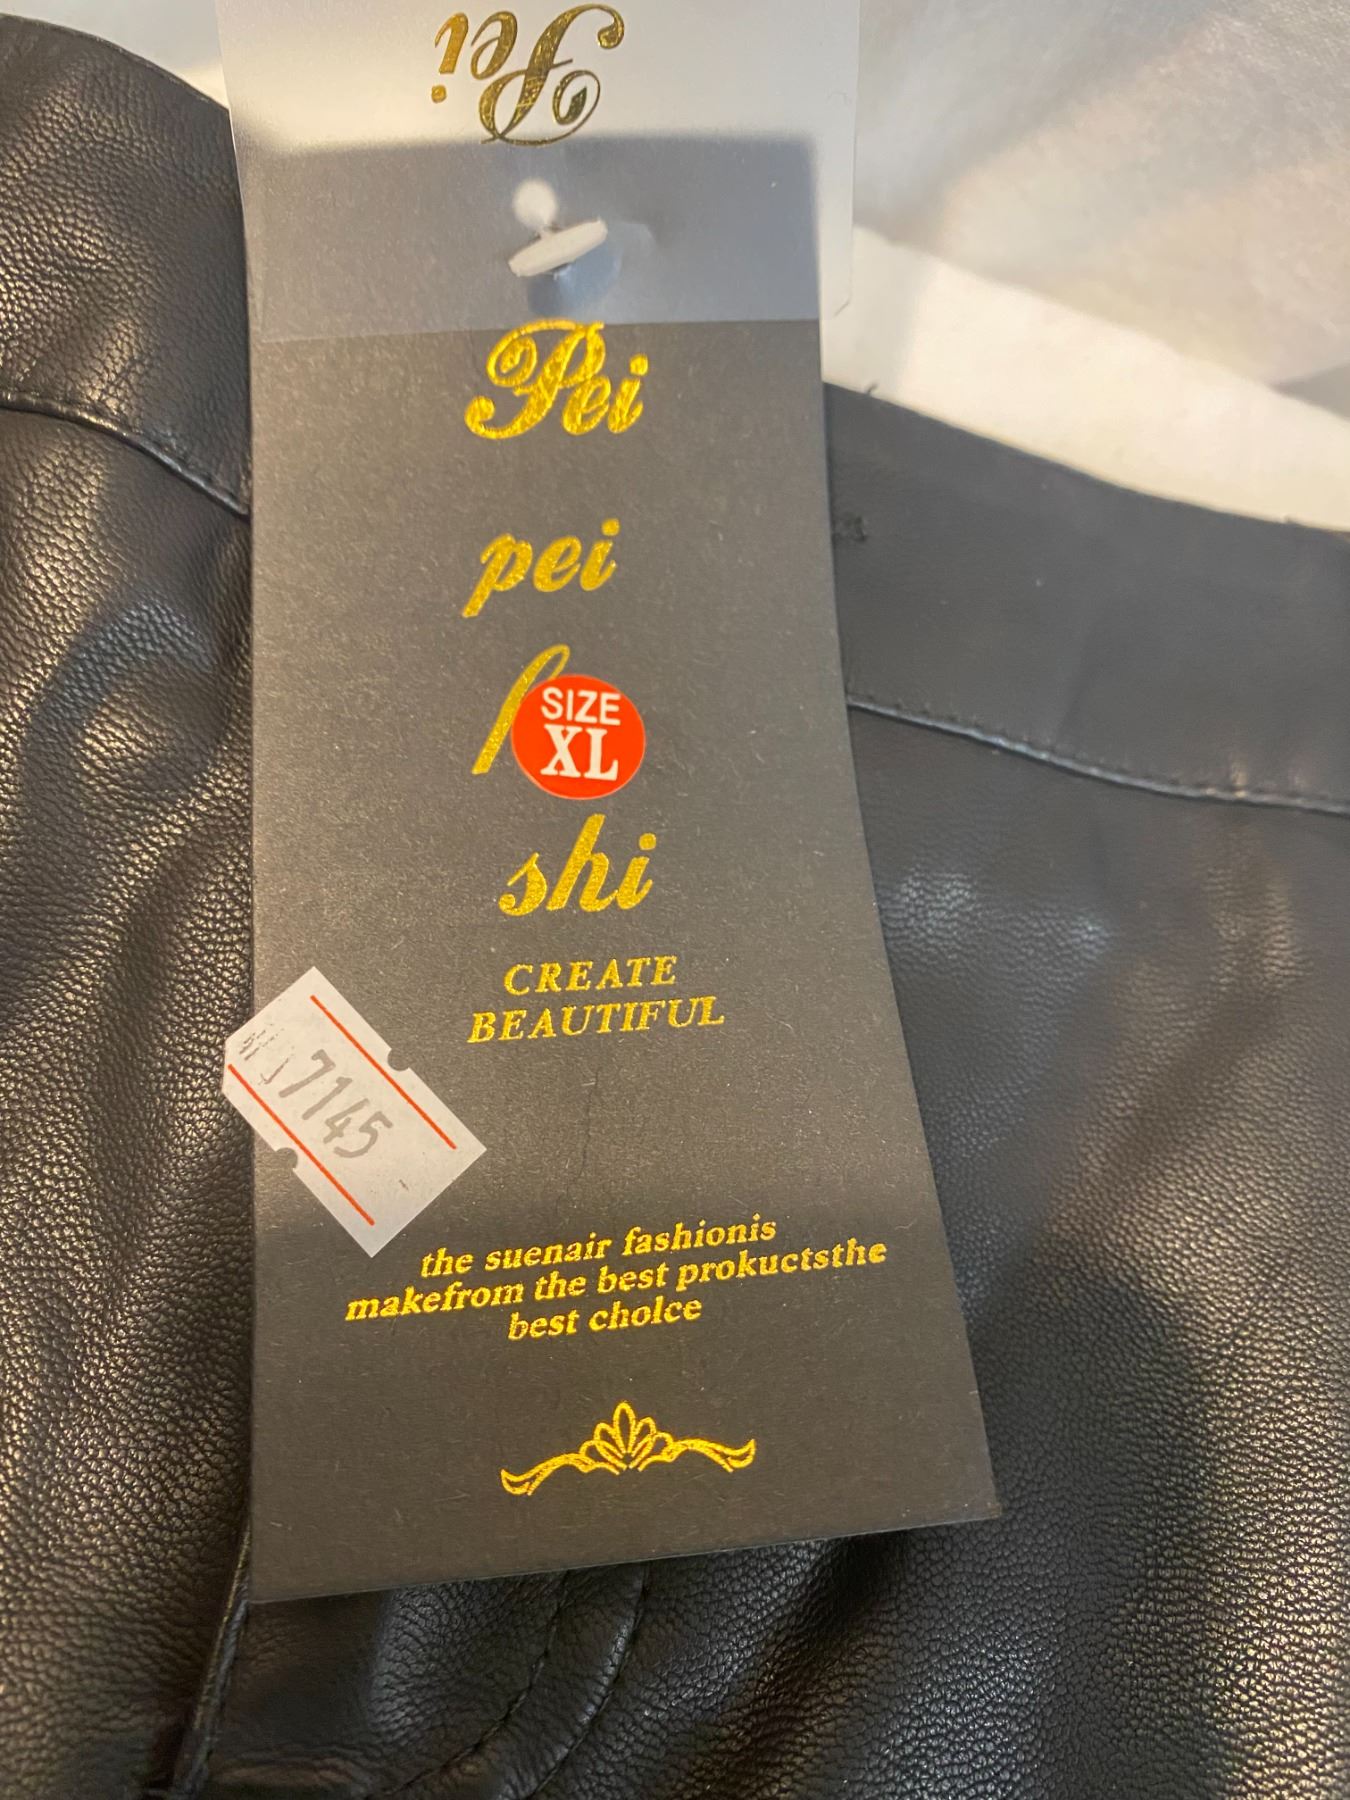 Pei
Pei
pei
SIZE
XL
shi
CREATE
BEAUTIFUL
7145
the suenair fashionis
makefrom the best prokuctsthe
best cholce